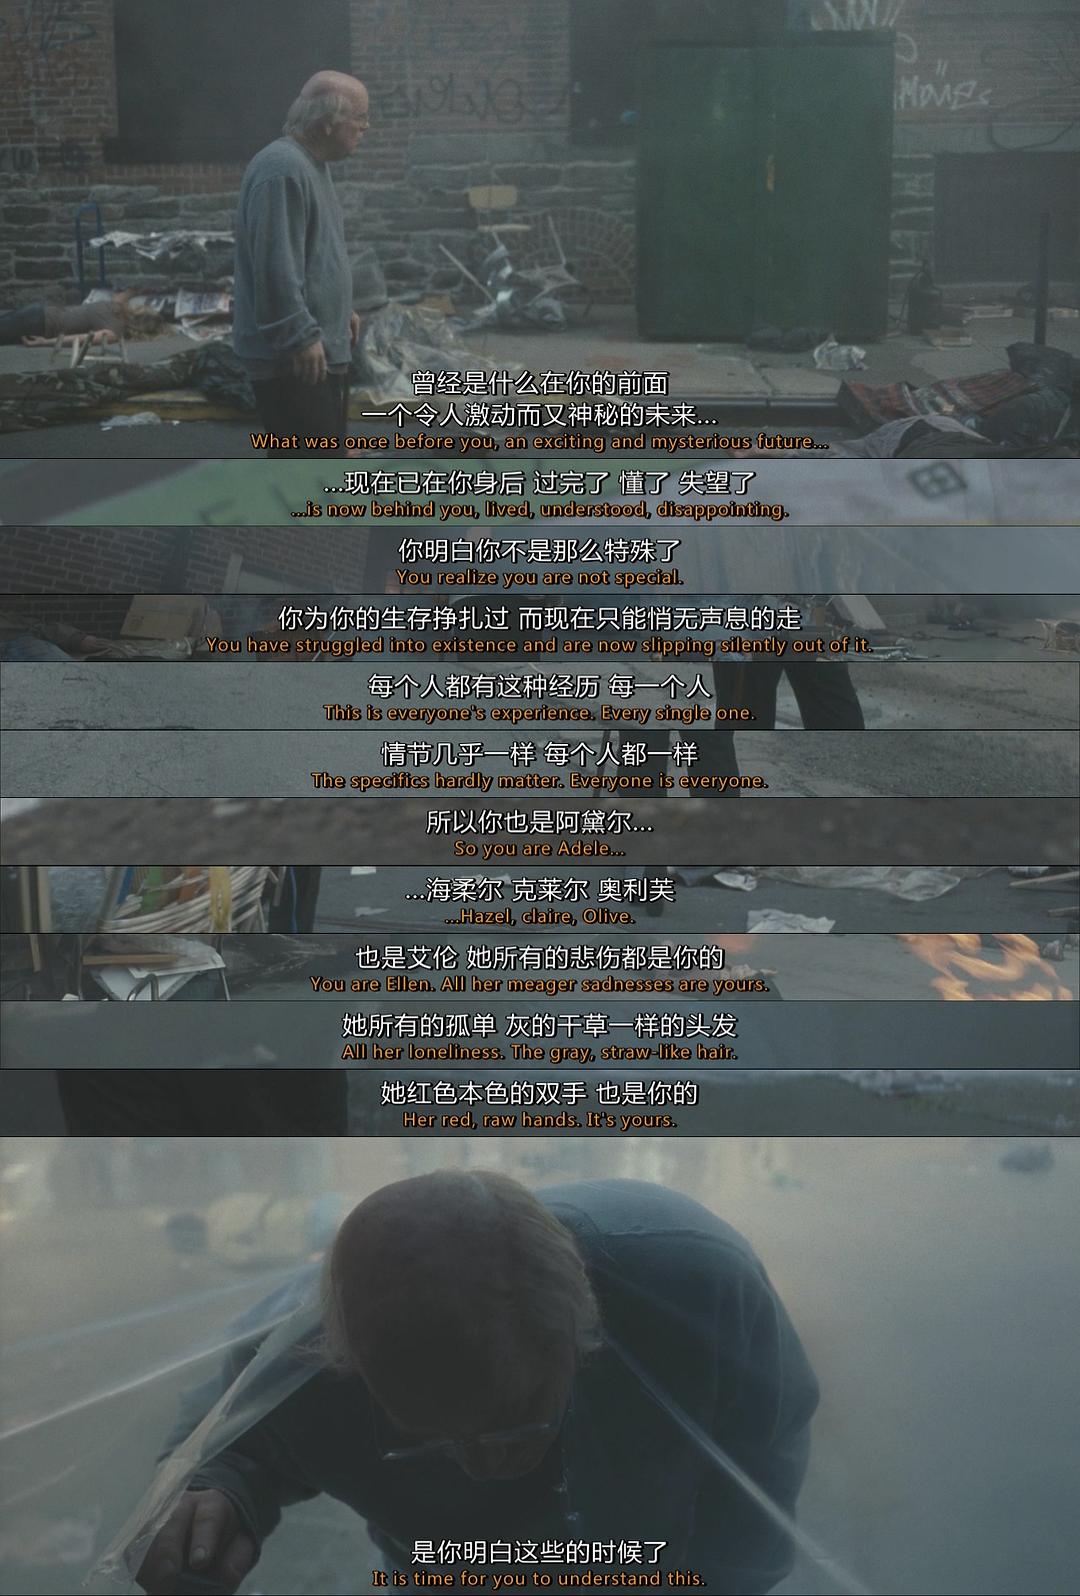 Movies
曾经是什么在你的前面
一个令人激动而又神秘的未来...
What was once before you, an exciting and mysterious future...
...现在已在你身后 过完了 懂了 失望了
...is now behind you, lived, understood, disappointing.
你明白你不是那么特殊了
You realize you are not special.
你为你的生存挣扎过 而现在只能悄无声息的走
You have struggled into existence and are now slipping silently out of it.
每个人都有这种经历 每一个人
This is everyone's experience. Every single one.
情节几乎一样 每个人都一样
The specifics hardly matter. Everyone is everyone.
所以你也是阿黛尔...
So you are Adele...
...海柔尔 克莱尔 奥利芙
...Hazel, claire, Olive.
也是艾伦 她所有的悲伤都是你的
You are Ellen. All her meager sadnesses are yours.
她所有的孤单 灰的干草一样的头发
All her loneliness. The gray, straw-like hair.
她红色本色的双手 也是你的
Her red, raw hands. It's yours.
是你明白这些的时候了
It is time for you to understand this.